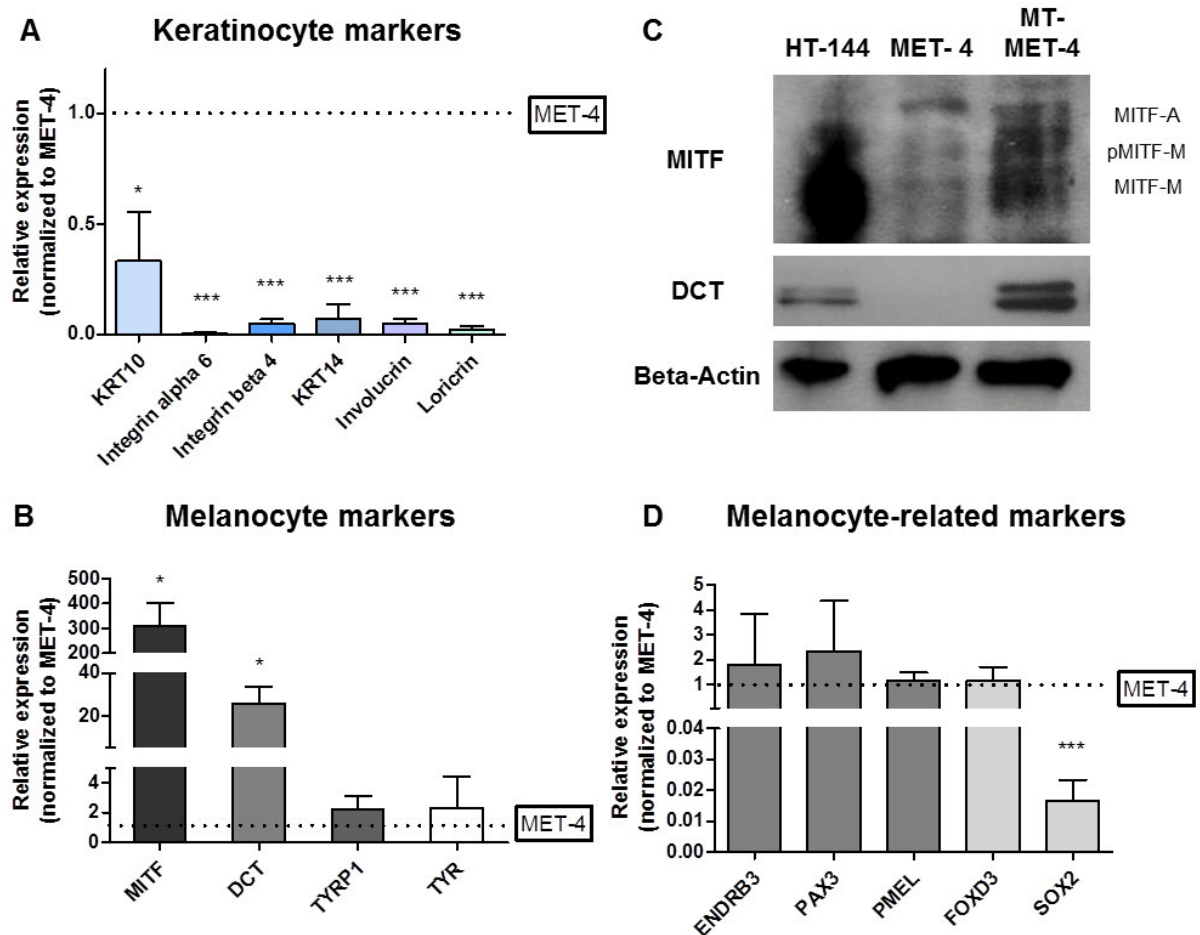 A Keratinocyte markers
Relative expression
(normalized to MET-4)
1.0
0.5
0.0
MET-4
*
***
***
***
***
***
KRT10
Integrin alpha 6
Integrin beta 4
KRT14
Involucrin
Loricrin
C
HT-144 MET- 4 MT-
MET-4
MITF
MITF-A
pMITF-M
MITF-M
DCT
Beta-Actin
B Melanocyte markers
Relative expression
(normalized to MET-4)
500
400
300
200
40
20
4
2
0
*
*
MET-4
MITF
DCT
TYRP1
TYR
D Melanocyte-related markers
Relative expression
(normalized to MET-4)
5
4
3
2
1
0.04
0.03
0.02
0.01
0.00
MET-4
***
ENDRB3
PAX3
PMEL
FOXD3
SOX2